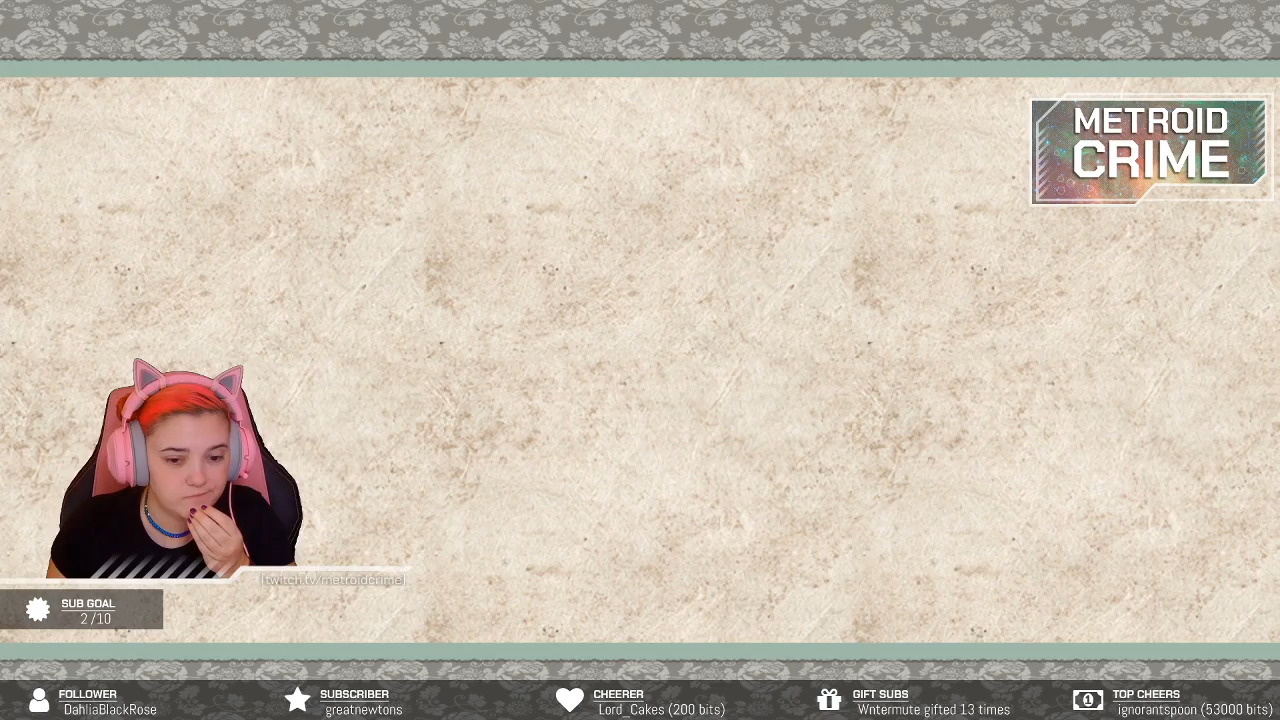 METROID
CRIME
[twitch.tv/metroidcrime]
SUB GOAL
2/10
FOLLOWER
DahliaBlackRose
SUBSCRIBER
greatnewtons
CHEERER
Lord_Cakes (200 bits)
GIFT SUBS
Wntermute gifted 13 times
TOP CHEERS
ignorantspoon (53000 bits)